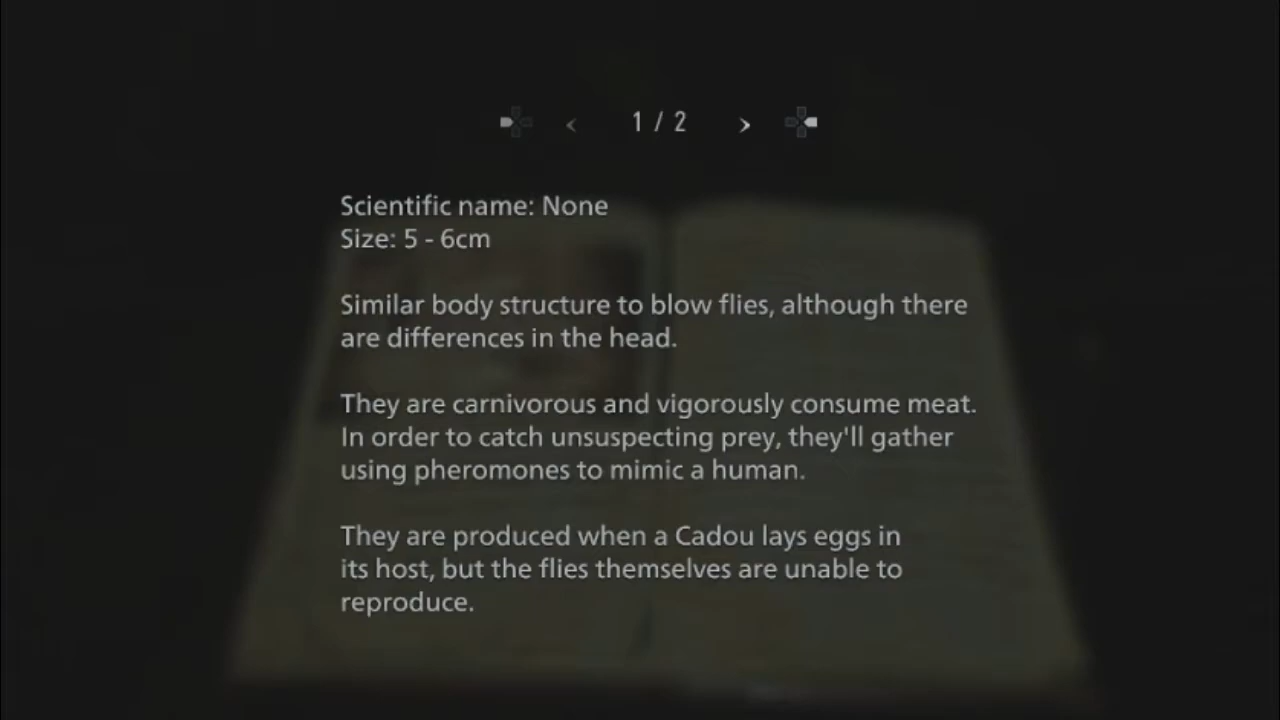 < 1 / 2 >
Scientific name: None
Size: 5 - 6cm
Similar body structure to blow flies, although there
are differences in the head.
They are carnivorous and vigorously consume meat.
In order to catch unsuspecting prey, they'll gather
using pheromones to mimic a human.
They are produced when a Cadou lays eggs in
its host, but the flies themselves are unable to
reproduce.